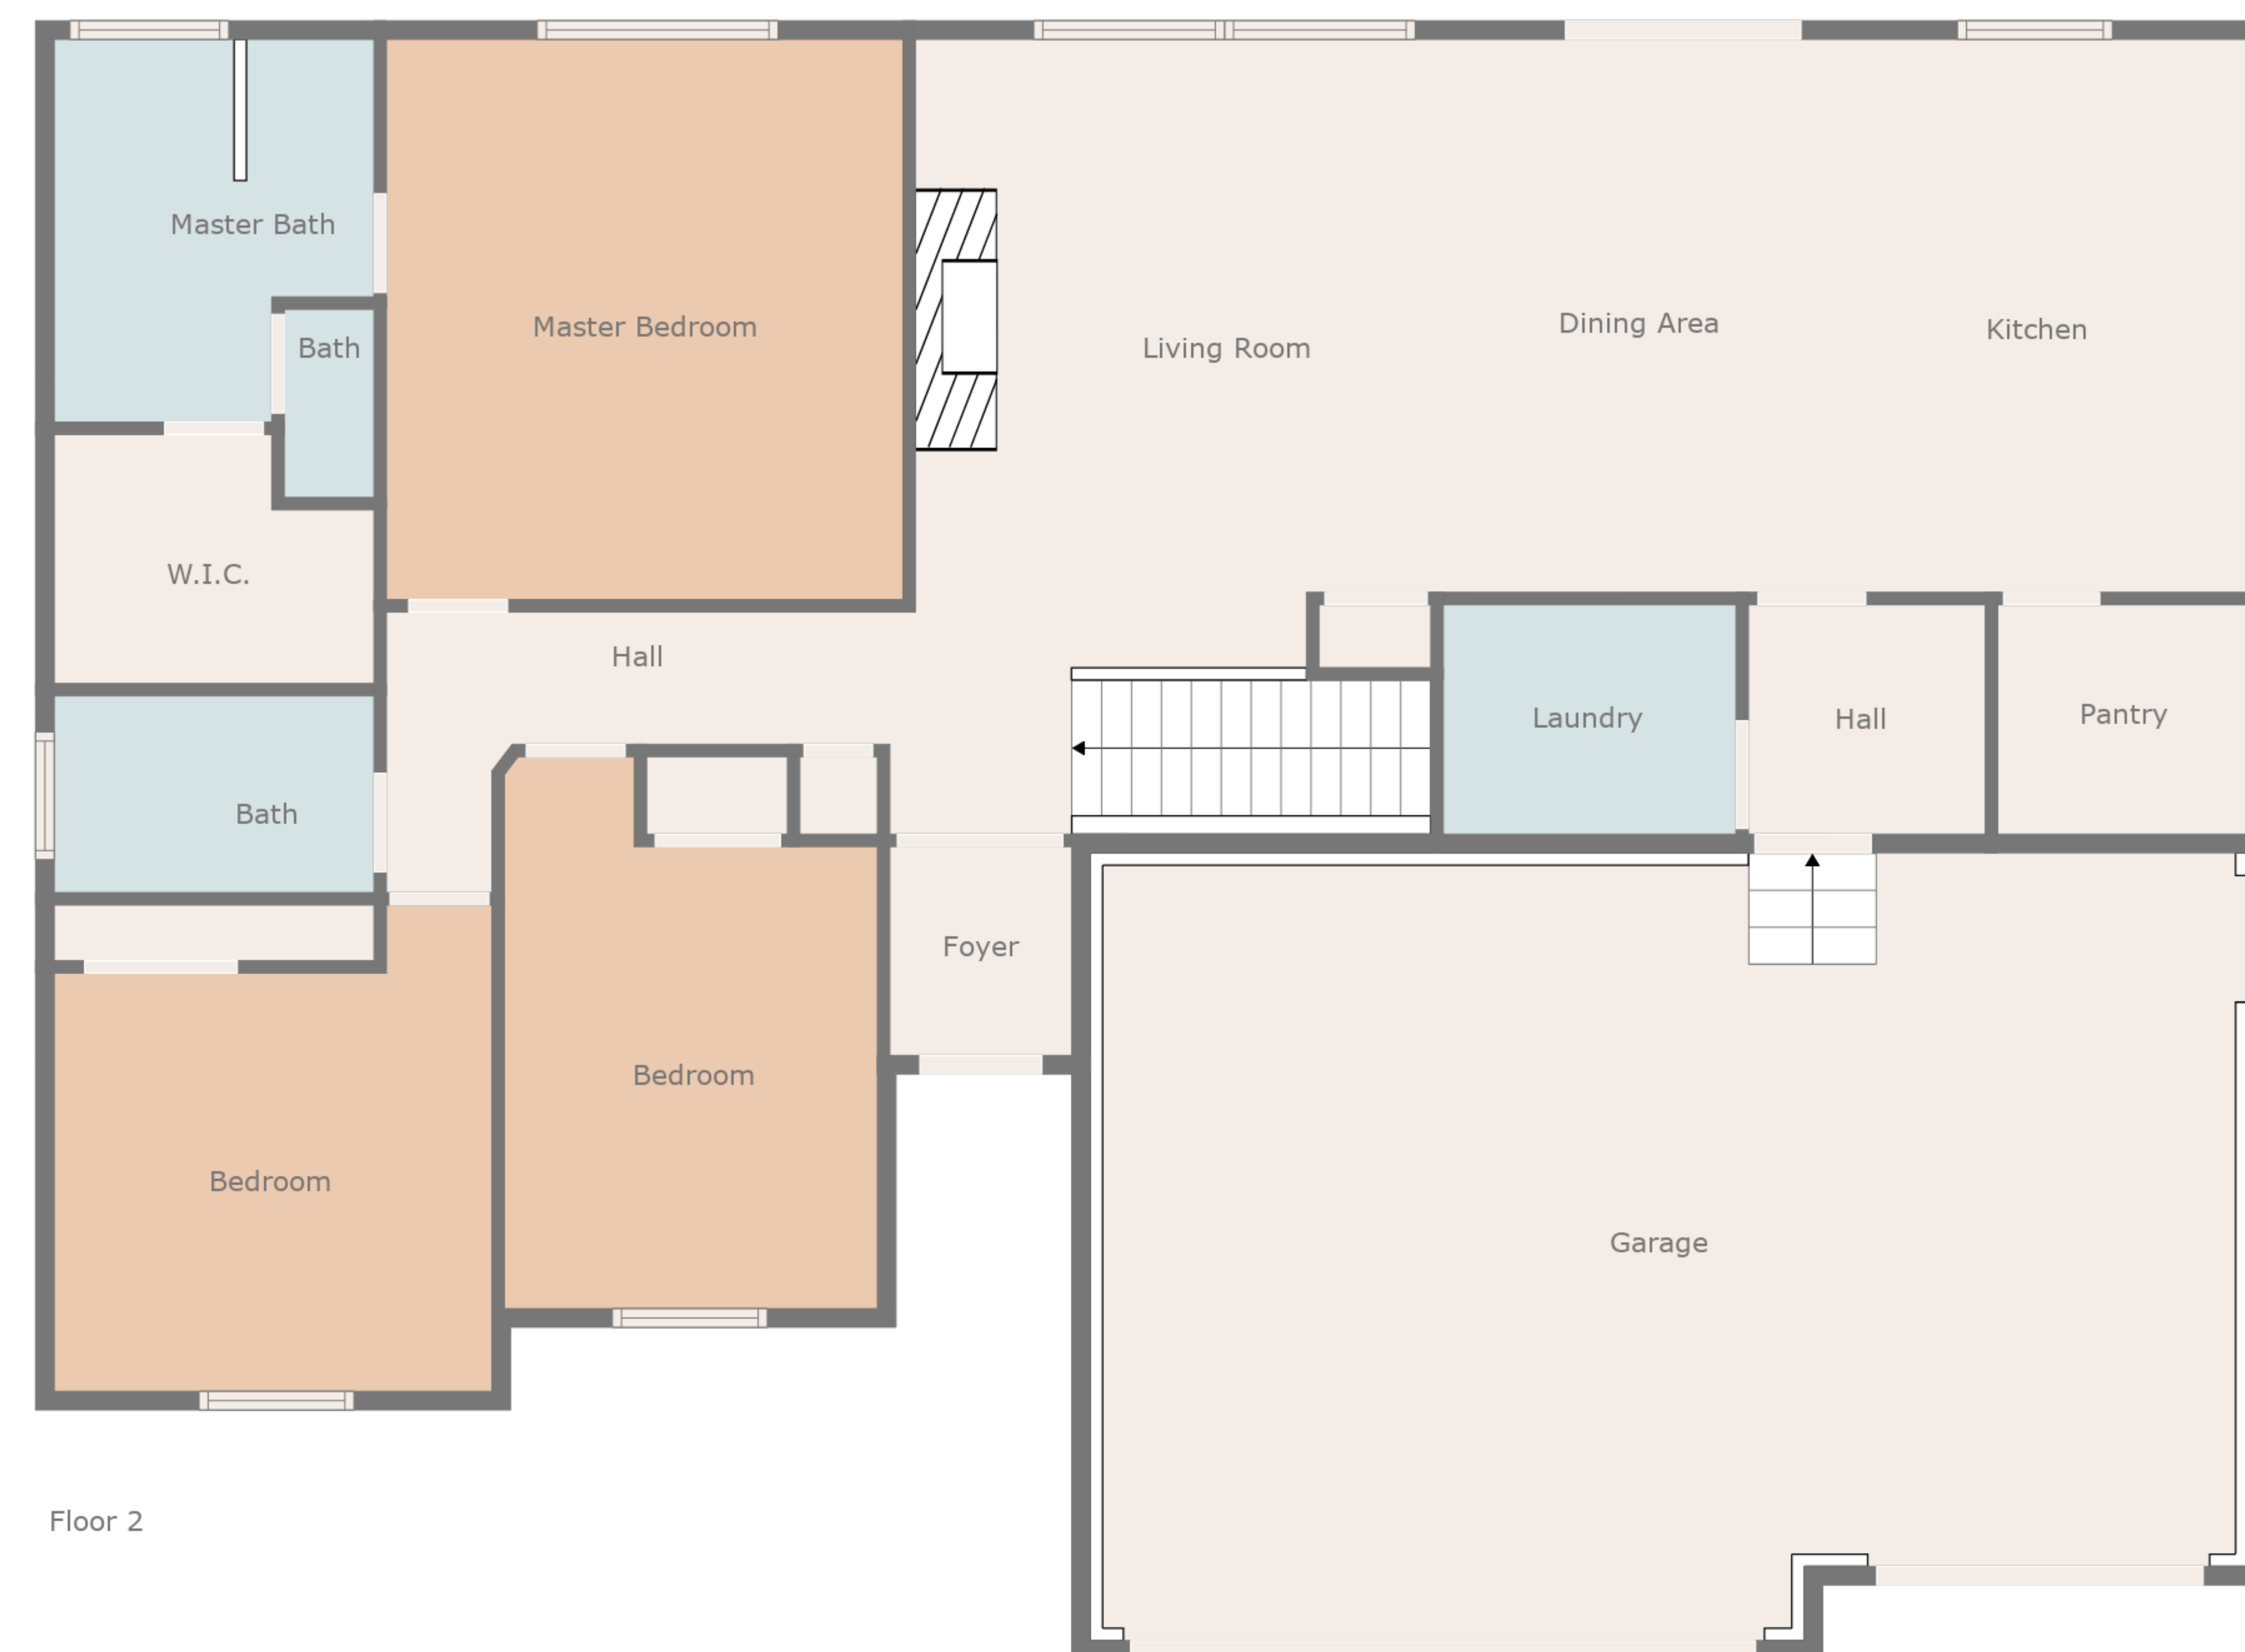 Master Bath
Bath
Master Bedroom
Living Room
Dining Area
Kitchen
W.I.C.
Hall
Laundry
Hall
Pantry
Bath
Foyer
Bedroom
Bedroom
Garage
Floor 2